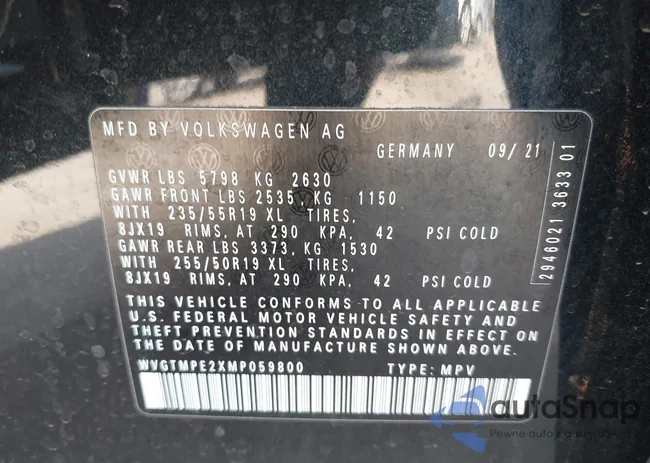 MFD BY VOLKSWAGEN AG
GERMANY 09/ 21
GVWR LBS 5798 KG 2630
GAWR FRONT LBS 2535, KG 1150
WITH 235/55R19 XL TIRES,
8JX19 RIMS, AT 290 KPA, 42 PSI COLD
GAWR REAR LBS 3373, KG 1530
WITH 255/50R19 XL TIRES,
8JX19 RIMS, AT 290 KPA, 42 PSI COLD
THIS VEHICLE CONFORMS TO ALL APPLICABLE
U.S. FEDERAL MOTOR VEHICLE SAFETY AND
THEFT PREVENTION STANDARDS IN EFFECT ON
THE DATE OF MANUFACTURE SHOWN ABOVE.
WVGTMPE2XMP059800 TYPE: MPV
2946021 3633 01
autoSnap